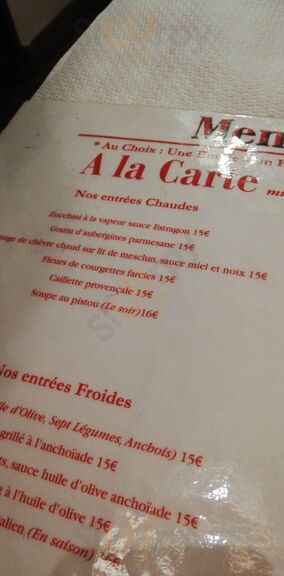 Men
* Au Choix : Une
A la Carte
Nos entrées Chaudes
Zucchini à la vapeur sauce Estragon 15€
Gratin d'aubergines parmesane 15€
mage de chèvre chaud sur lit de mesclun, sauce miel et noix 15€
Fleurs de courgettes farcies 15€
Caillette provençale 15€
Soupe au pistou (Le soir)16€
Nos entrées Froides
le d'Olive, Sept Légumes, Anchois) 15€
grillé à l'anchoïade 15€
ts, sauce huile d'olive anchoïade 15€
à l'huile d'olive 15€
alien (En saison)